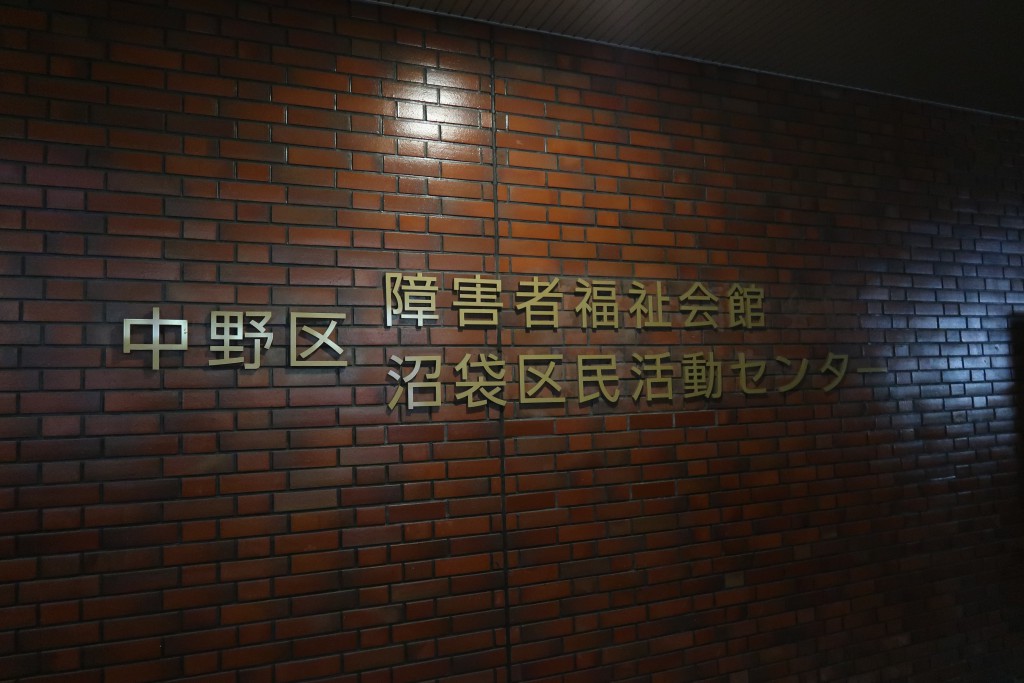 中野区
障害者福祉会館
沼袋区民活動センター